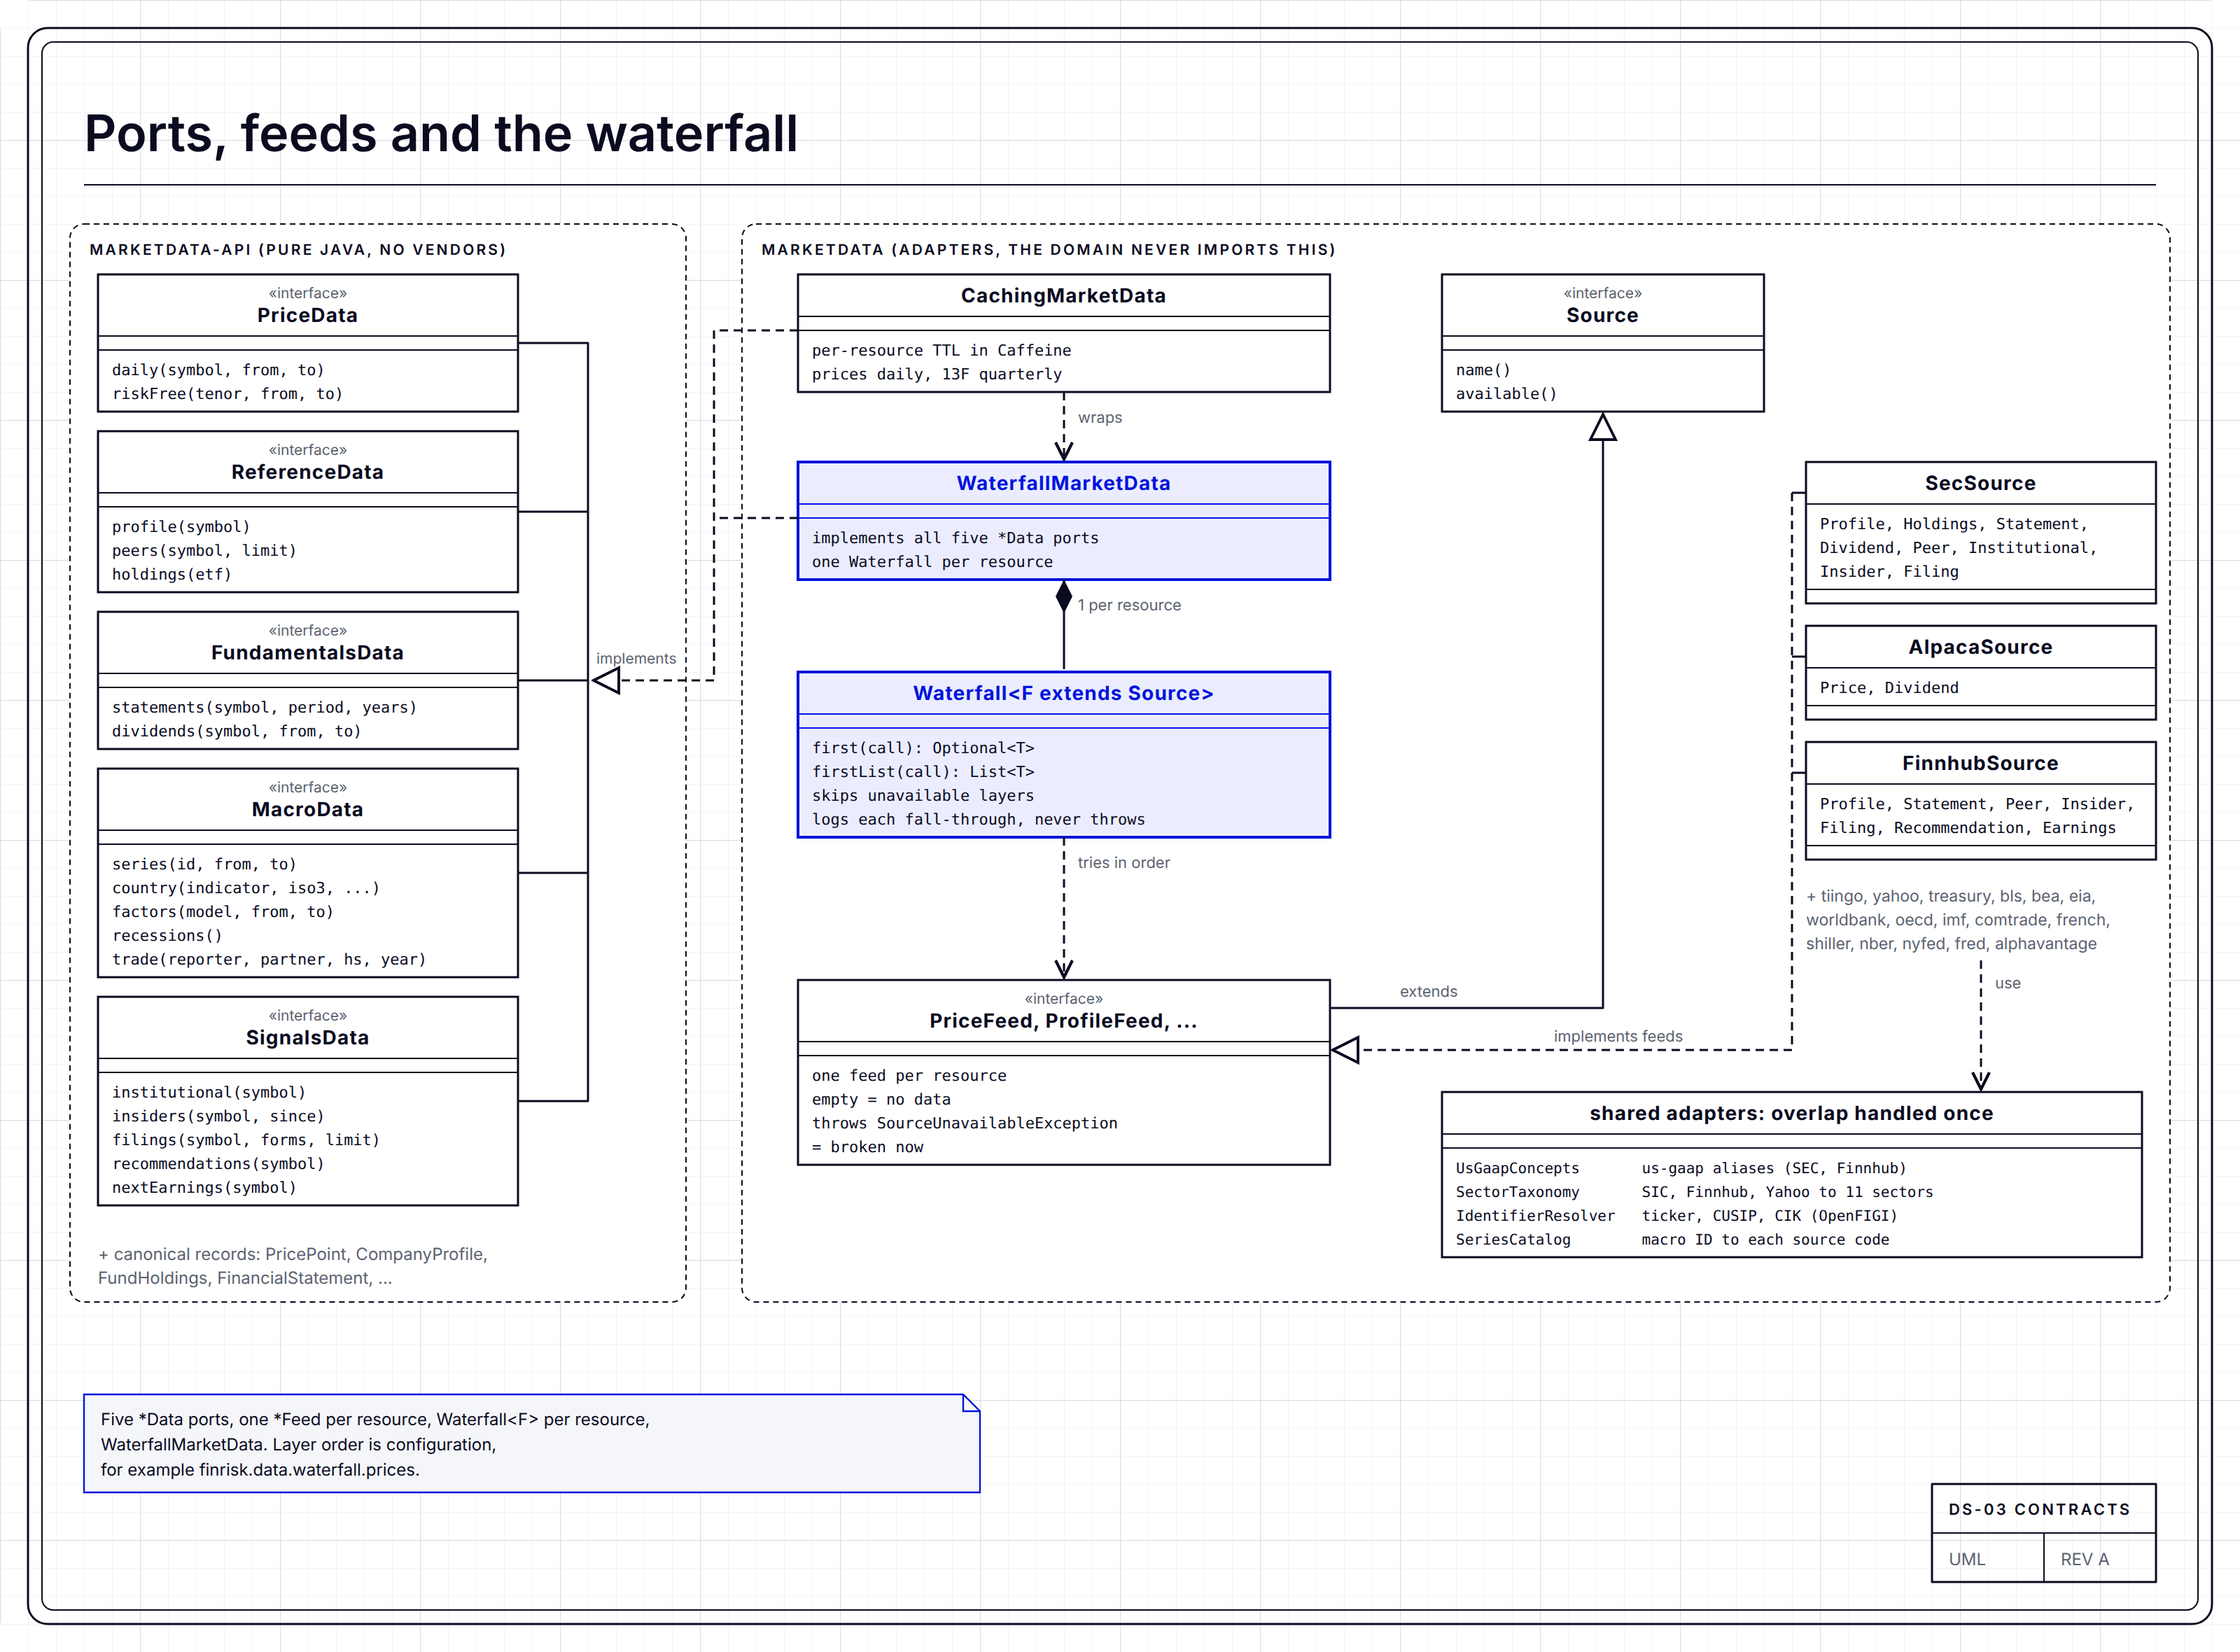 Ports, feeds and the waterfall
MARKETDATA-API (PURE JAVA, NO VENDORS)
«interface»
PriceData
daily(symbol, from, to)
riskFree(tenor, from, to)
«interface»
ReferenceData
profile(symbol)
peers(symbol, limit)
holdings(etf)
«interface»
FundamentalsData
statements(symbol, period, years)
dividends(symbol, from, to)
«interface»
MacroData
series(id, from, to)
country(indicator, iso3, ...)
factors(model, from, to)
recessions()
trade(reporter, partner, hs, year)
«interface»
SignalsData
institutional(symbol)
insiders(symbol, since)
filings(symbol, forms, limit)
recommendations(symbol)
nextEarnings(symbol)
+ canonical records: PricePoint, CompanyProfile,
FundHoldings, FinancialStatement, ...
implements
MARKETDATA (ADAPTERS, THE DOMAIN NEVER IMPORTS THIS)
CachingMarketData
per-resource TTL in Caffeine
prices daily, 13F quarterly
wraps
WaterfallMarketData
implements all five *Data ports
one Waterfall per resource
1 per resource
Waterfall<F extends Source>
first(call): Optional<T>
firstList(call): List<T>
skips unavailable layers
logs each fall-through, never throws
tries in order
«interface»
PriceFeed, ProfileFeed, ...
one feed per resource
empty = no data
throws SourceUnavailableException
= broken now
«interface»
Source
name()
available()
extends
implements feeds
SecSource
Profile, Holdings, Statement,
Dividend, Peer, Institutional,
Insider, Filing
AlpacaSource
Price, Dividend
FinnhubSource
Profile, Statement, Peer, Insider,
Filing, Recommendation, Earnings
+ tiingo, yahoo, treasury, bls, bea, eia,
worldbank, oecd, imf, comtrade, french,
shiller, nber, nyfed, fred, alphavantage
use
shared adapters: overlap handled once
UsGaapConcepts us-gaap aliases (SEC, Finnhub)
SectorTaxonomy SIC, Finnhub, Yahoo to 11 sectors
IdentifierResolver ticker, CUSIP, CIK (OpenFIGI)
SeriesCatalog macro ID to each source code
Five *Data ports, one *Feed per resource, Waterfall<F> per resource,
WaterfallMarketData. Layer order is configuration,
for example finrisk.data.waterfall.prices.
DS-03 CONTRACTS
UML
REV A